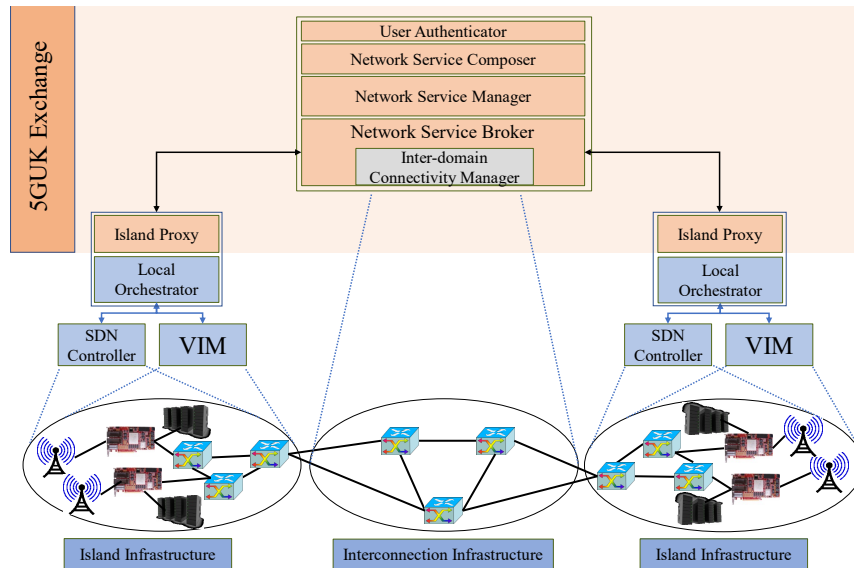 5GUK Exchange
User Authenticator
Network Service Composer
Network Service Manager
Network Service Broker
Inter-domain
Connectivity Manager
Island Proxy
Local
Orchestrator
SDN
Controller
VIM
Island Proxy
Local
Orchestrator
SDN
Controller
VIM
Island Infrastructure
Interconnection Infrastructure
Island Infrastructure